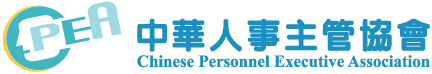 CPEA
中華人事主管協會
Chinese Personnel Executive Association